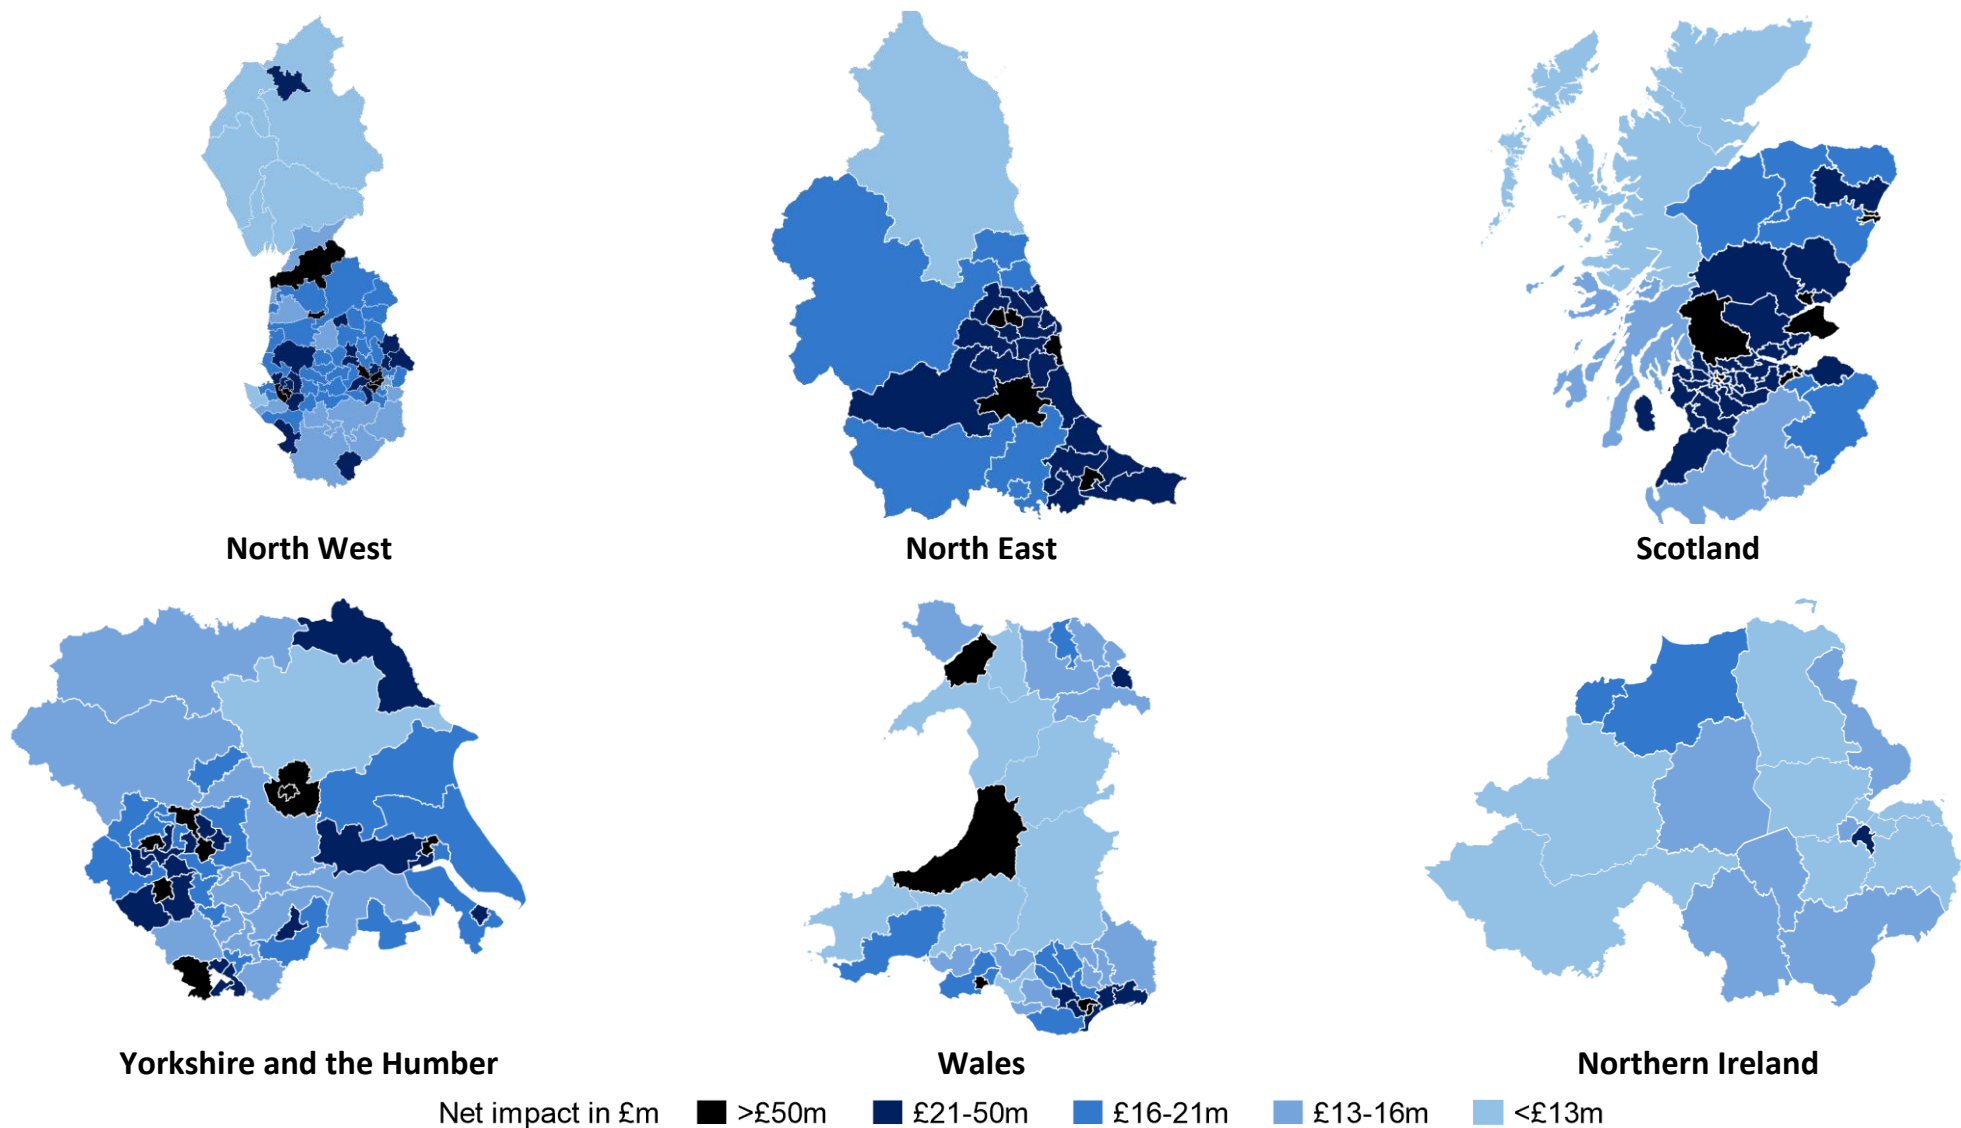 North West
North East
Scotland
Yorkshire and the Humber
Wales
Northern Ireland
Net impact in £m >£50m £21-50m £16-21m £13-16m <£13m